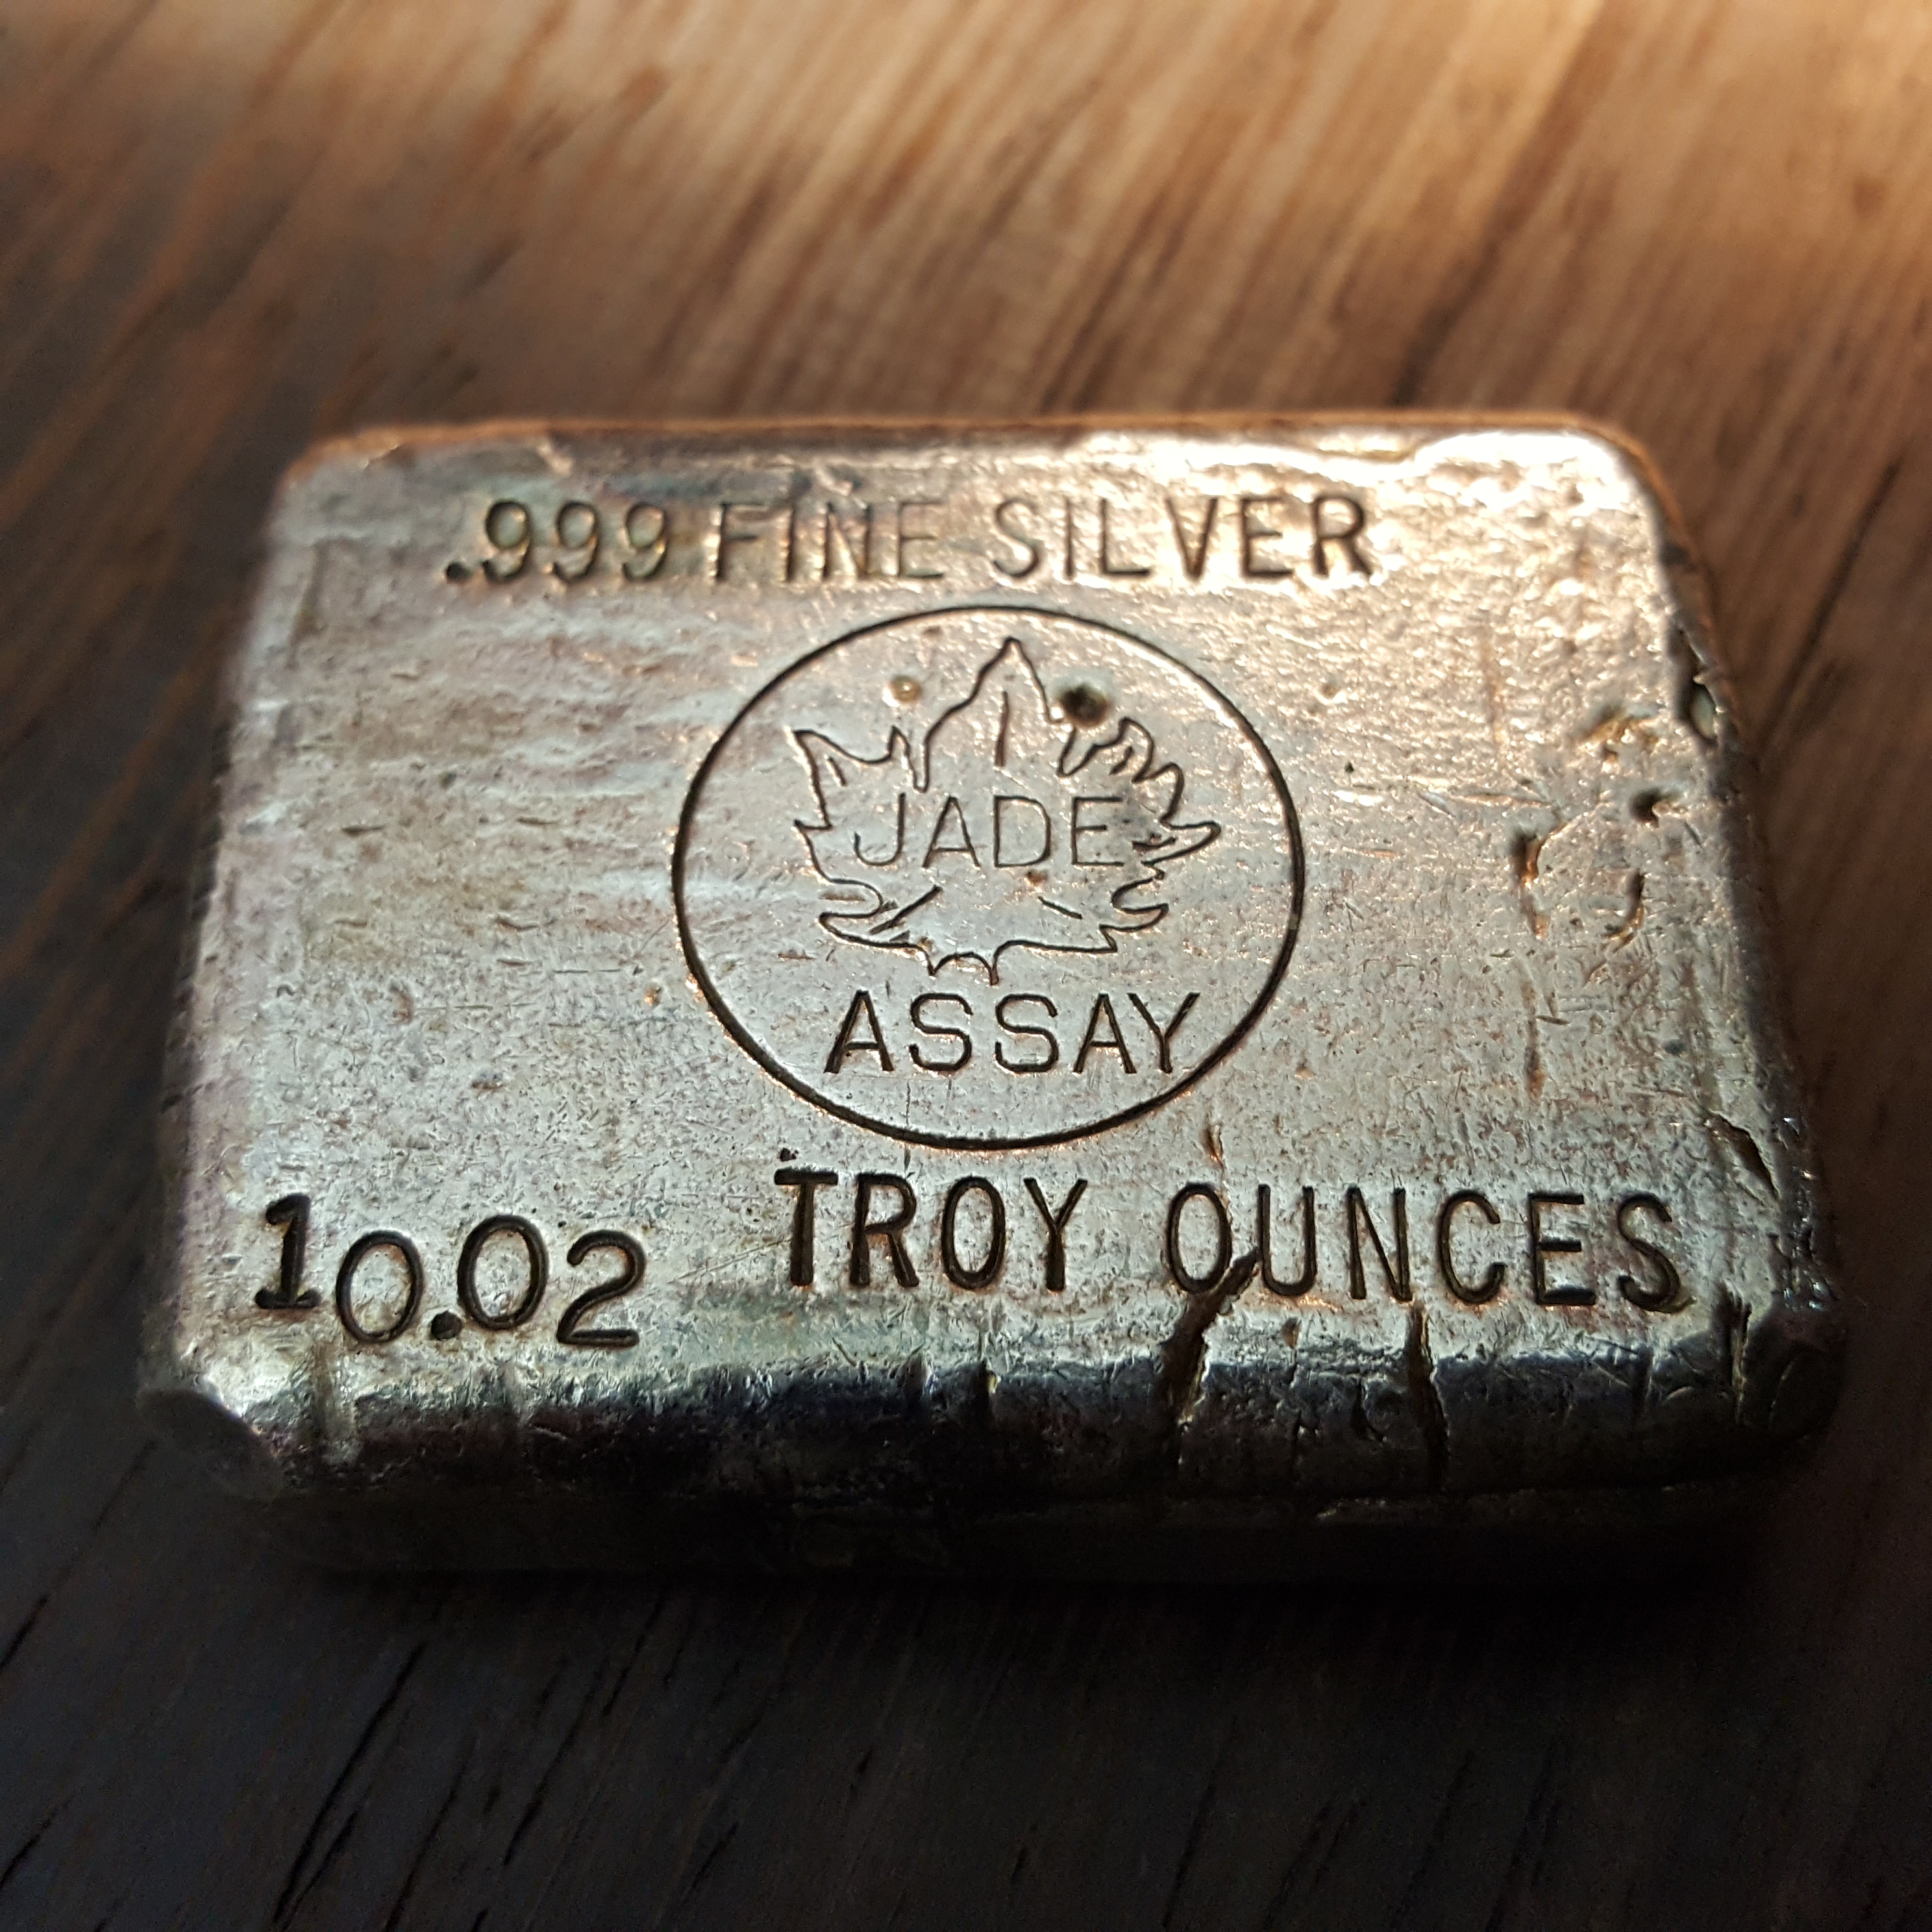 .999 FINE SILVER
JADE
ASSAY
10.02 TROY OUNCES